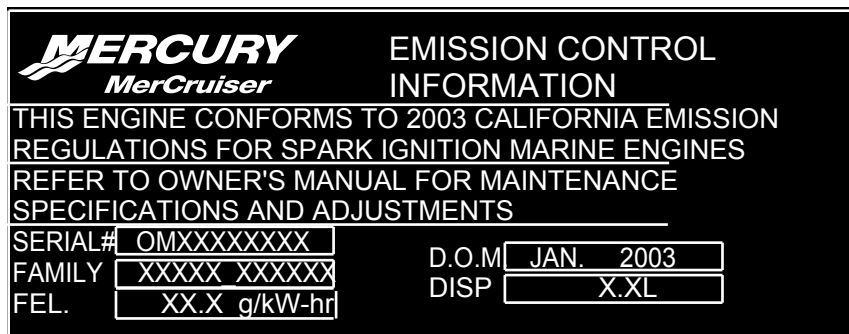 MERCURY
MerCruiser
EMISSION CONTROL
INFORMATION
THIS ENGINE CONFORMS TO 2003 CALIFORNIA EMISSION
REGULATIONS FOR SPARK IGNITION MARINE ENGINES
REFER TO OWNER'S MANUAL FOR MAINTENANCE
SPECIFICATIONS AND ADJUSTMENTS
SERIAL# OMXXXXXXXX
FAMILY XXXXX_XXXXXX
FEL. XX.X g/kW-hr
D.O.M. JAN. 2003
DISP X.XL